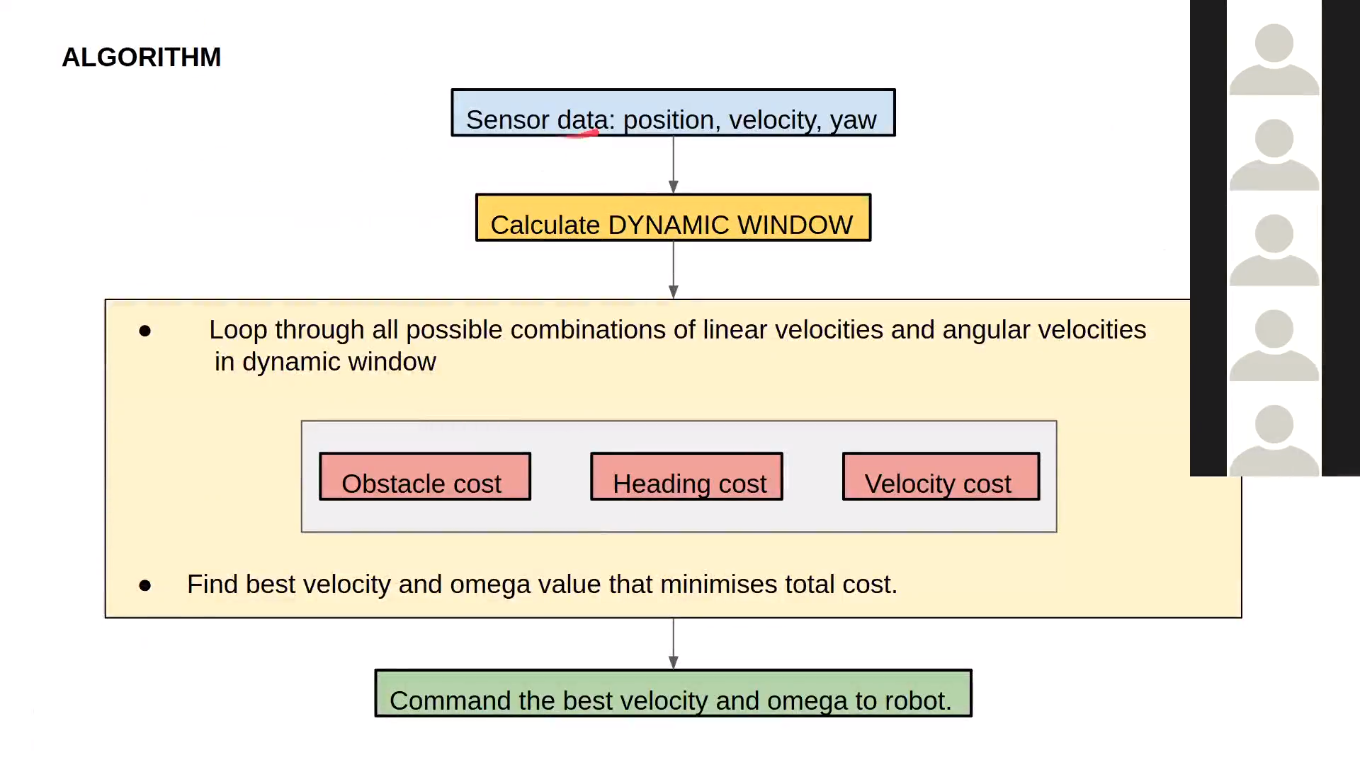 ALGORITHM
Sensor data: position, velocity, yaw
Calculate DYNAMIC WINDOW
● Loop through all possible combinations of linear velocities and angular velocities
in dynamic window
Obstacle cost Heading cost Velocity cost
● Find best velocity and omega value that minimises total cost.
Command the best velocity and omega to robot.